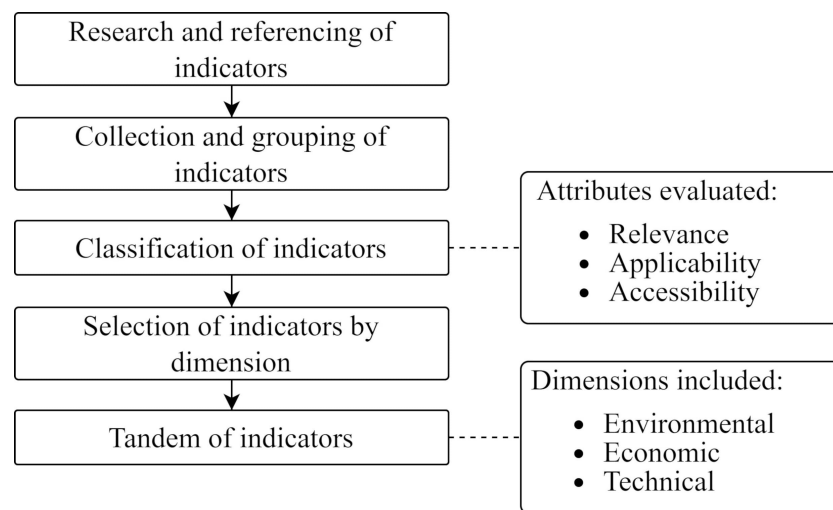 Research and referencing of
indicators
Collection and grouping of
indicators
Classification of indicators
Selection of indicators by
dimension
Tandem of indicators
Attributes evaluated:
• Relevance
• Applicability
• Accessibility
Dimensions included:
• Environmental
• Economic
• Technical